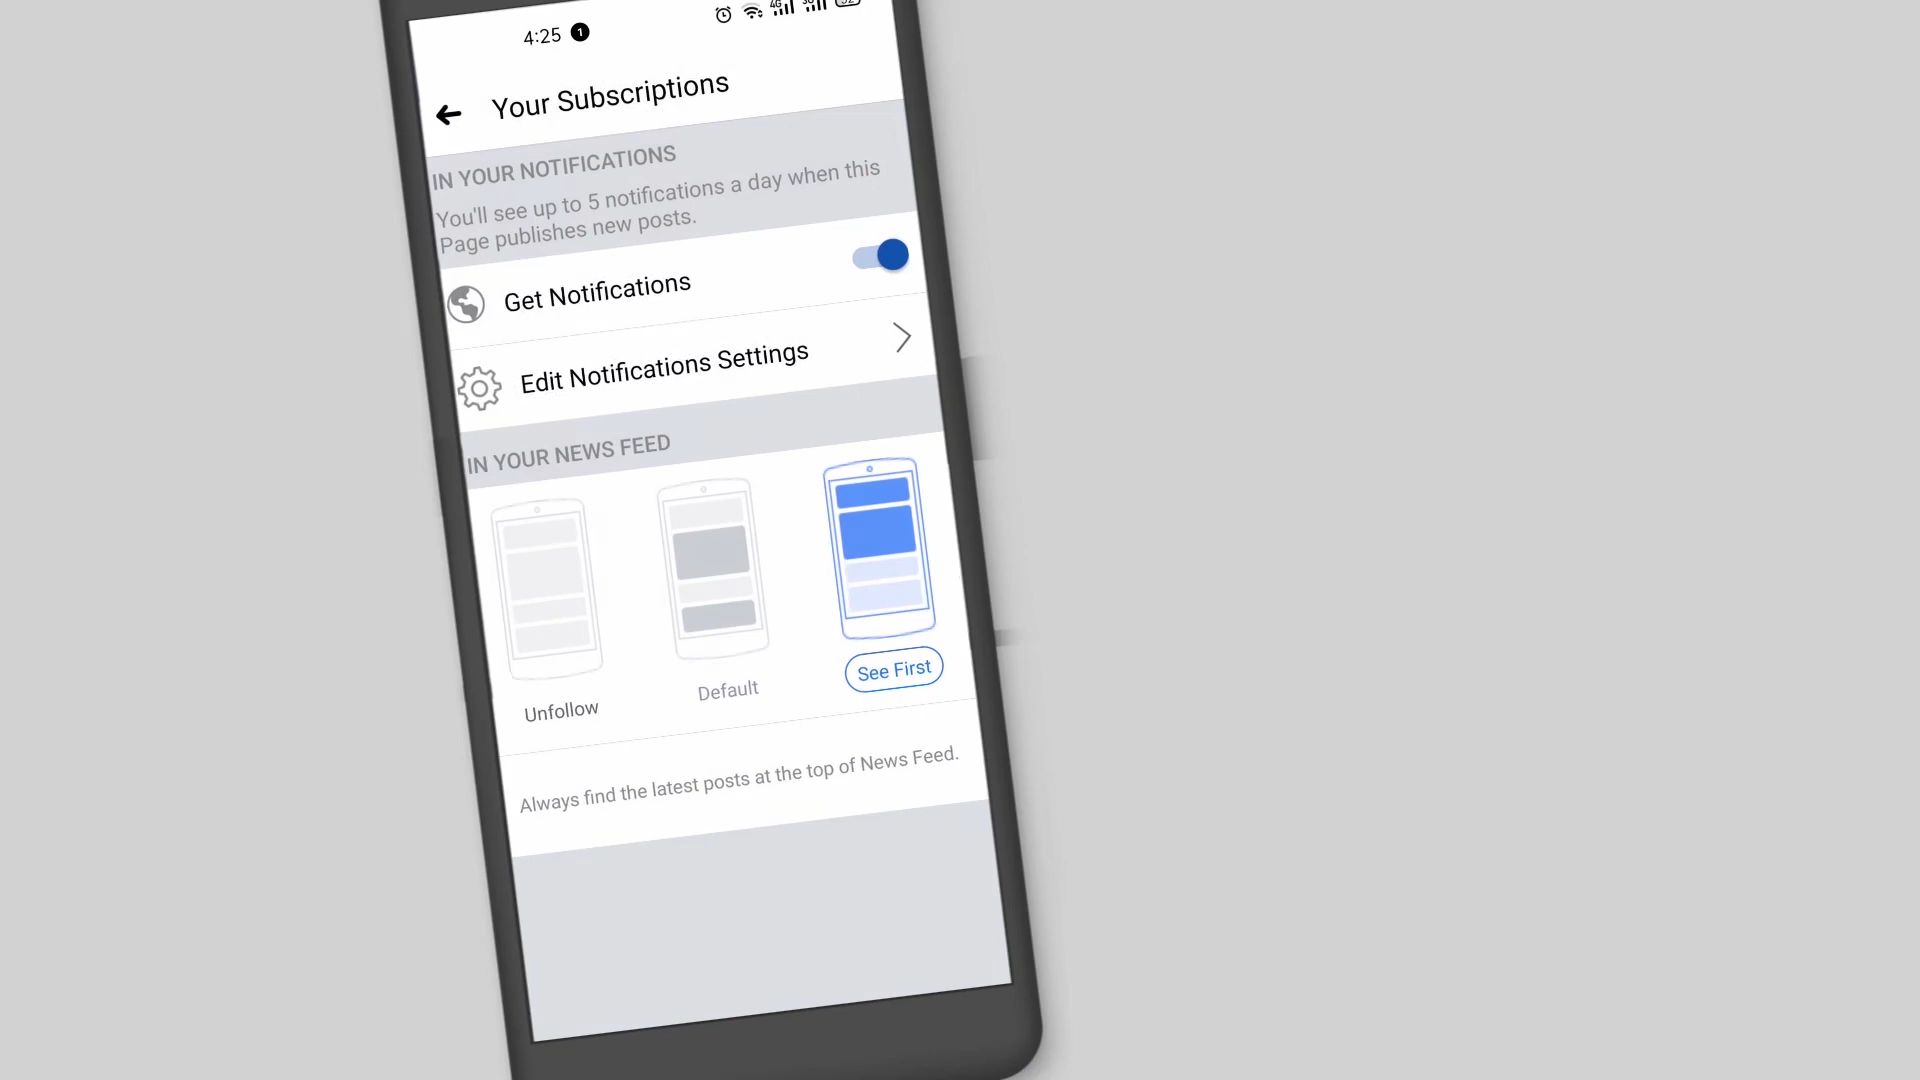 4:25 1
4G
Your Subscriptions
IN YOUR NOTIFICATIONS
You'll see up to 5 notifications a day when this
Page publishes new posts.
Get Notifications
Edit Notifications Settings
IN YOUR NEWS FEED
Unfollow
Default
See First
Always find the latest posts at the top of News Feed.